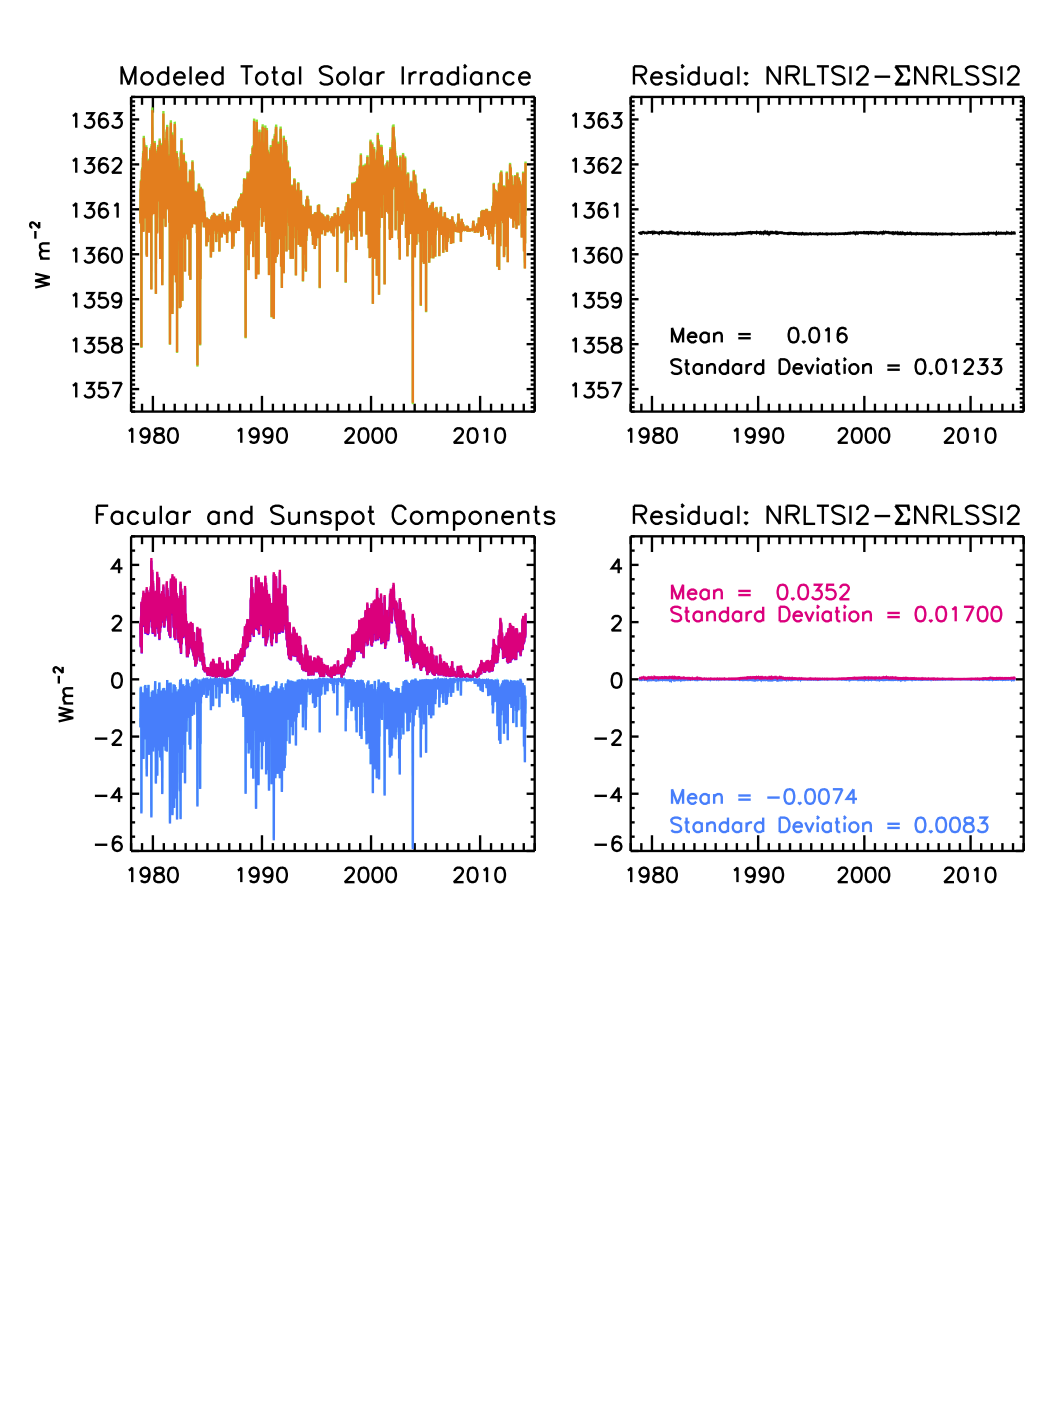 Modeled Total Solar Irradiance
W m⁻²
1363
1362
1361
1360
1359
1358
1357
1980 1990 2000 2010
Residual: NRLTSI2−ΣNRLSSI2
1363
1362
1361
1360
1359
1358
1357
Mean = 0.016
Standard Deviation = 0.01233
1980 1990 2000 2010
Facular and Sunspot Components
Wm⁻²
4
2
0
−2
−4
−6
1980 1990 2000 2010
Residual: NRLTSI2−ΣNRLSSI2
4
2
0
−2
−4
−6
Mean = 0.0352
Standard Deviation = 0.01700
Mean = −0.0074
Standard Deviation = 0.0083
1980 1990 2000 2010